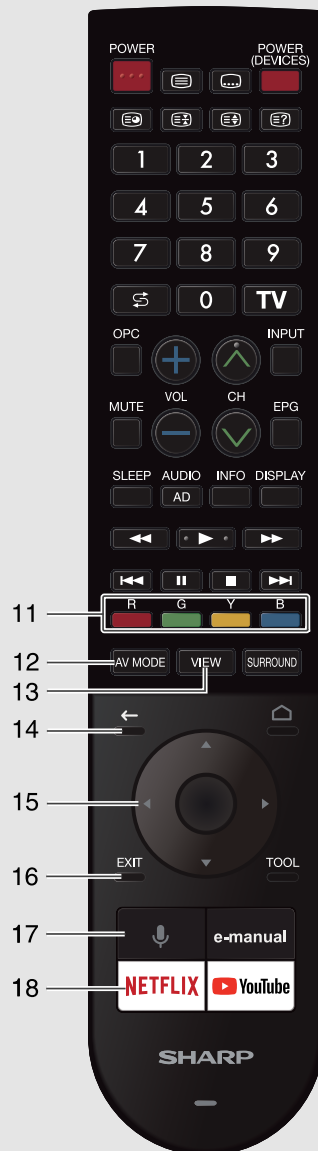 POWER POWER
(DEVICES)
1 2 3
4 5 6
7 8 9
0 TV
OPC INPUT
VOL CH
MUTE EPG
SLEEP AUDIO INFO DISPLAY
AD
R G Y B
11
12 AV MODE VIEW SURROUND
13
14
15
EXIT TOOL
16
17 e-manual
18 NETFLIX YouTube
SHARP